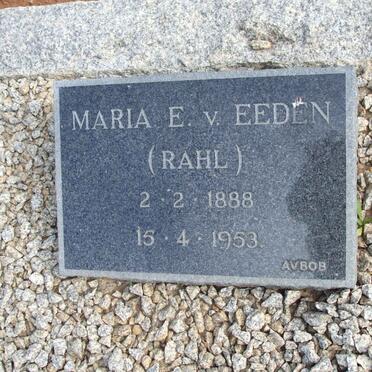 MARIA E. v. EEDEN
(RAHL)
2 · 2 · 1888
15 · 4 · 1953.
AVBOB